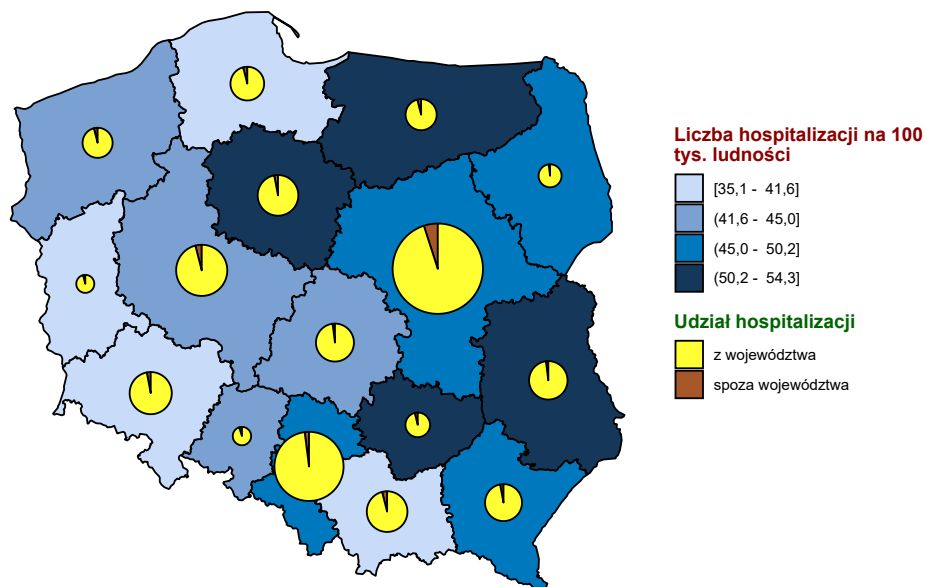 Liczba hospitalizacji na 100
tys. ludności
[35,1 - 41,6]
(41,6 - 45,0]
(45,0 - 50,2]
(50,2 - 54,3]
Udział hospitalizacji
z województwa
spoza województwa